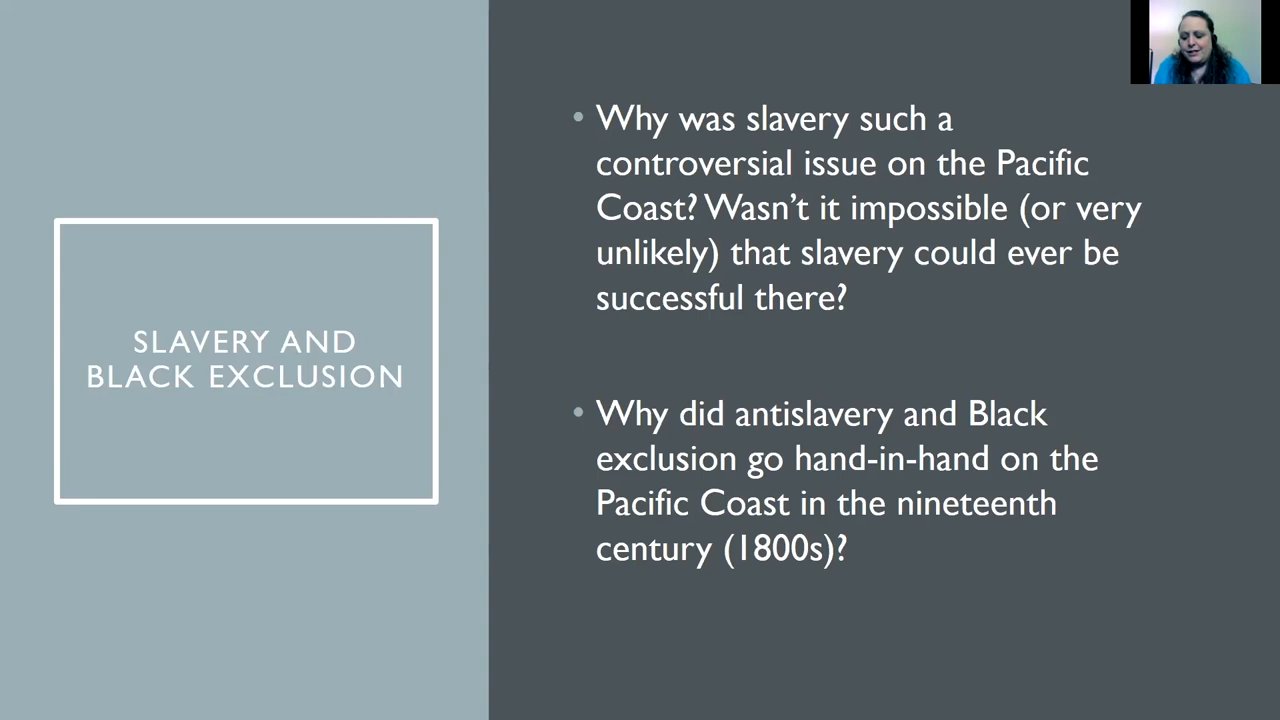 SLAVERY AND
BLACK EXCLUSION
• Why was slavery such a
controversial issue on the Pacific
Coast? Wasn’t it impossible (or very
unlikely) that slavery could ever be
successful there?
• Why did antislavery and Black
exclusion go hand-in-hand on the
Pacific Coast in the nineteenth
century (1800s)?